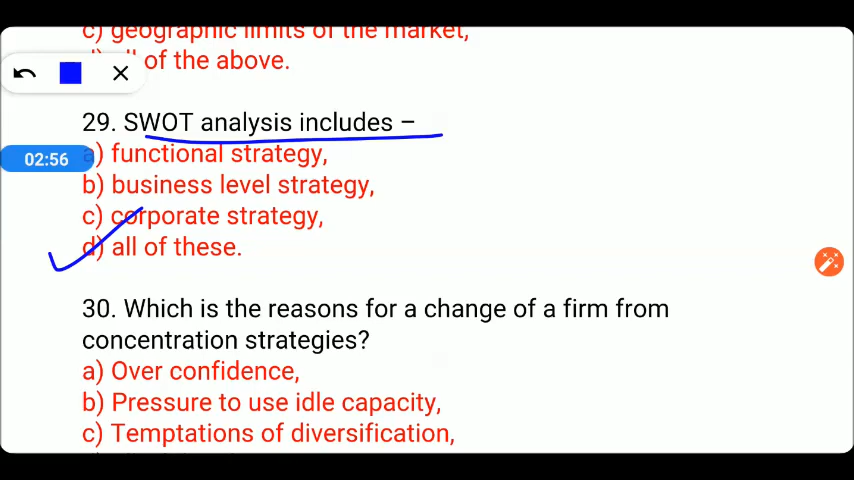 c) geographic limits of the market,
of the above.
29. SWOT analysis includes –
02:56
a) functional strategy,
b) business level strategy,
c) corporate strategy,
d) all of these.
30. Which is the reasons for a change of a firm from
concentration strategies?
a) Over confidence,
b) Pressure to use idle capacity,
c) Temptations of diversification,